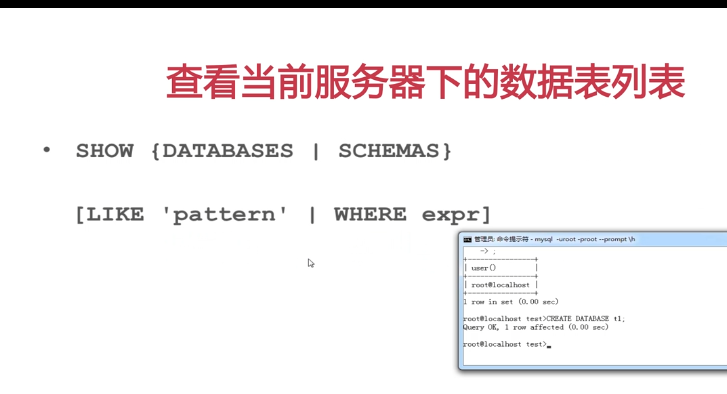 查看当前服务器下的数据表列表
• SHOW {DATABASES | SCHEMAS}
[LIKE 'pattern' | WHERE expr]
管理员: 命令提示符 - mysql -uroot -proot --prompt \h
-> ;
+----------------+
| user() |
+----------------+
| root@localhost |
+----------------+
1 row in set (0.00 sec)
root@localhost test>CREATE DATABASE t1;
Query OK, 1 row affected (0.00 sec)
root@localhost test>_